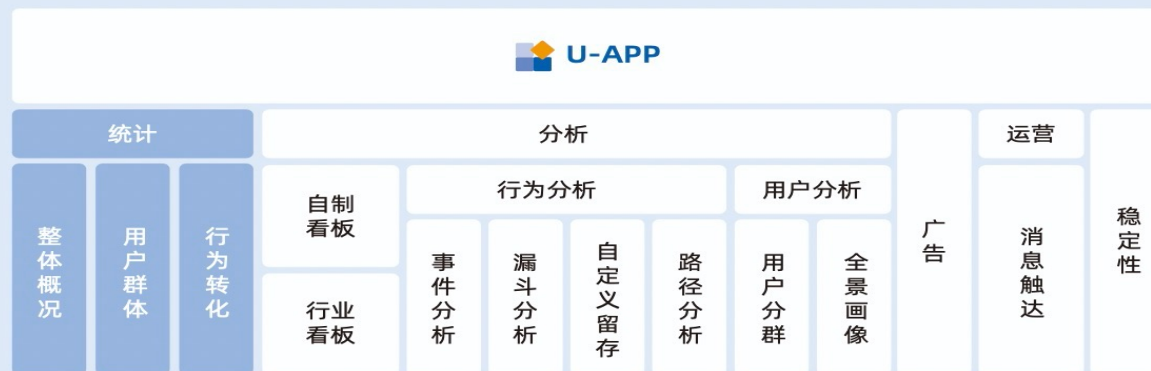 U-APP
统计
分析
运营
整体概况
用户群体
行为转化
自制
看板
行业
看板
行为分析
事件分析
漏斗分析
自定义留存
路径分析
用户分析
用户分群
全景画像
广告
消息触达
稳定性